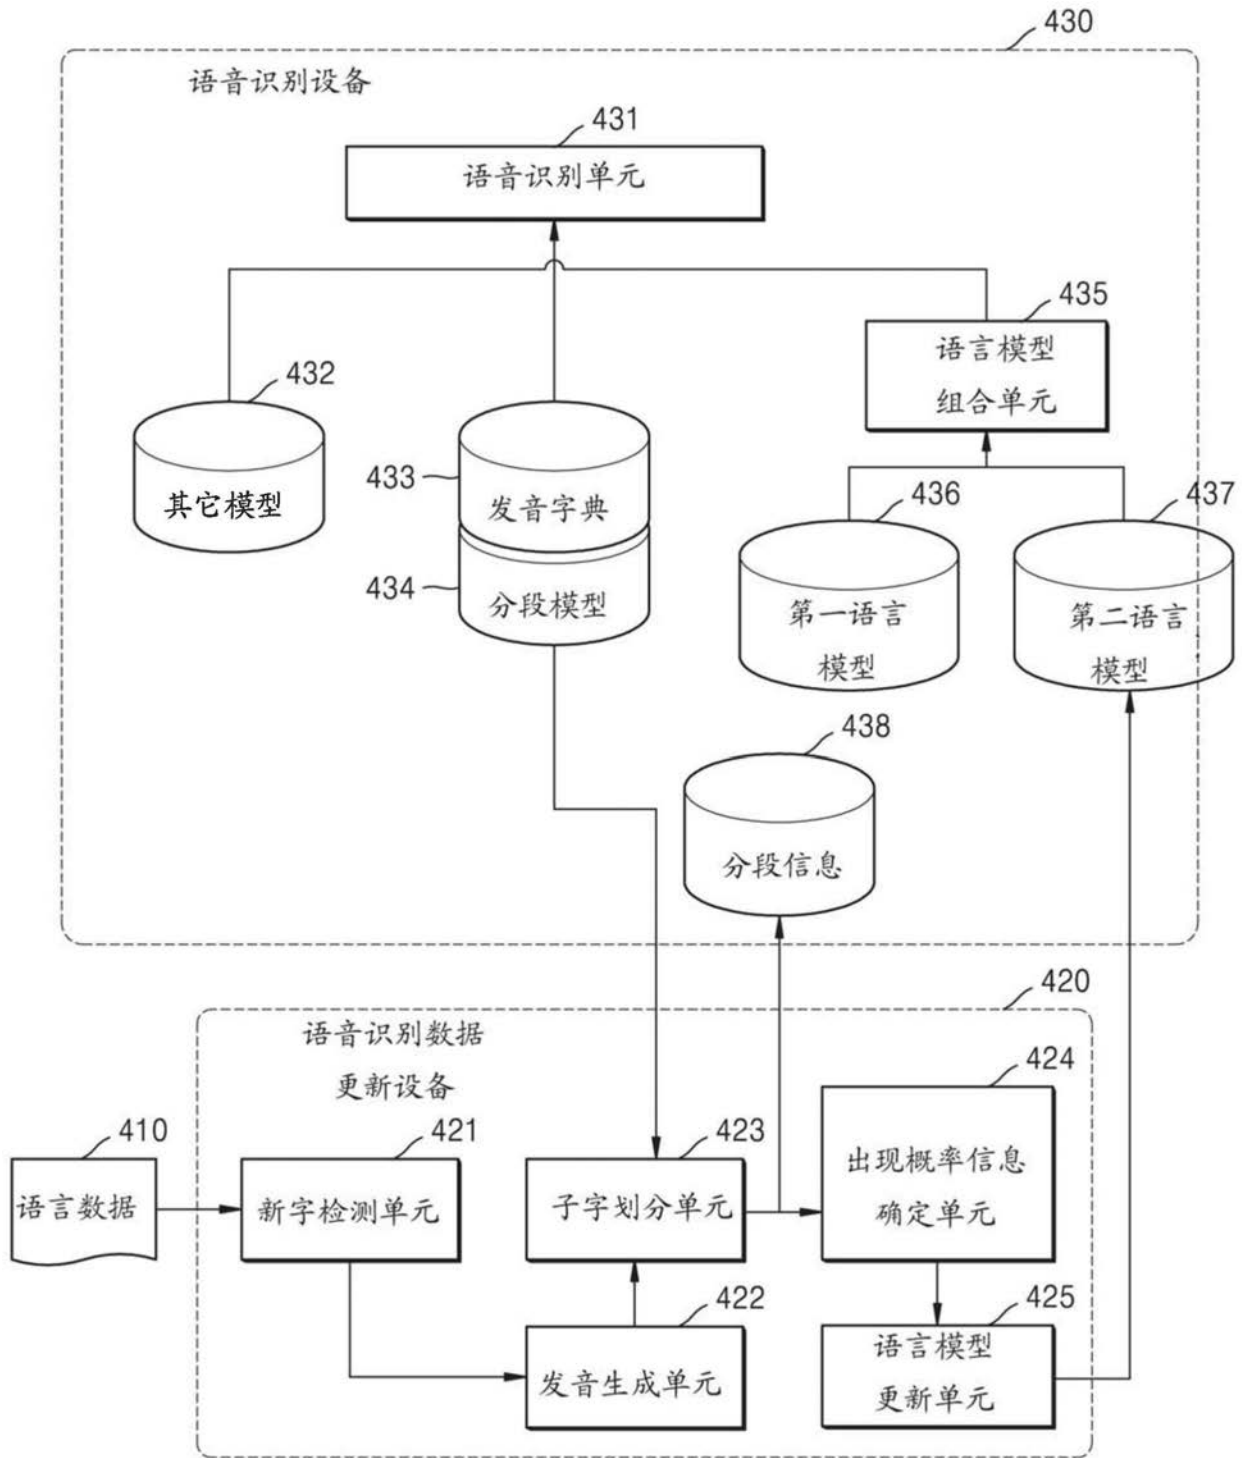 430
语音识别设备
431
语音识别单元
435
语言模型
组合单元
432
其它模型
433
发音字典
434
分段模型
436
第一语言
模型
437
第二语言
模型
438
分段信息
420
语音识别数据
更新设备
410
语言数据
421
新字检测单元
423
子字划分单元
424
出现概率信息
确定单元
422
发音生成单元
425
语言模型
更新单元